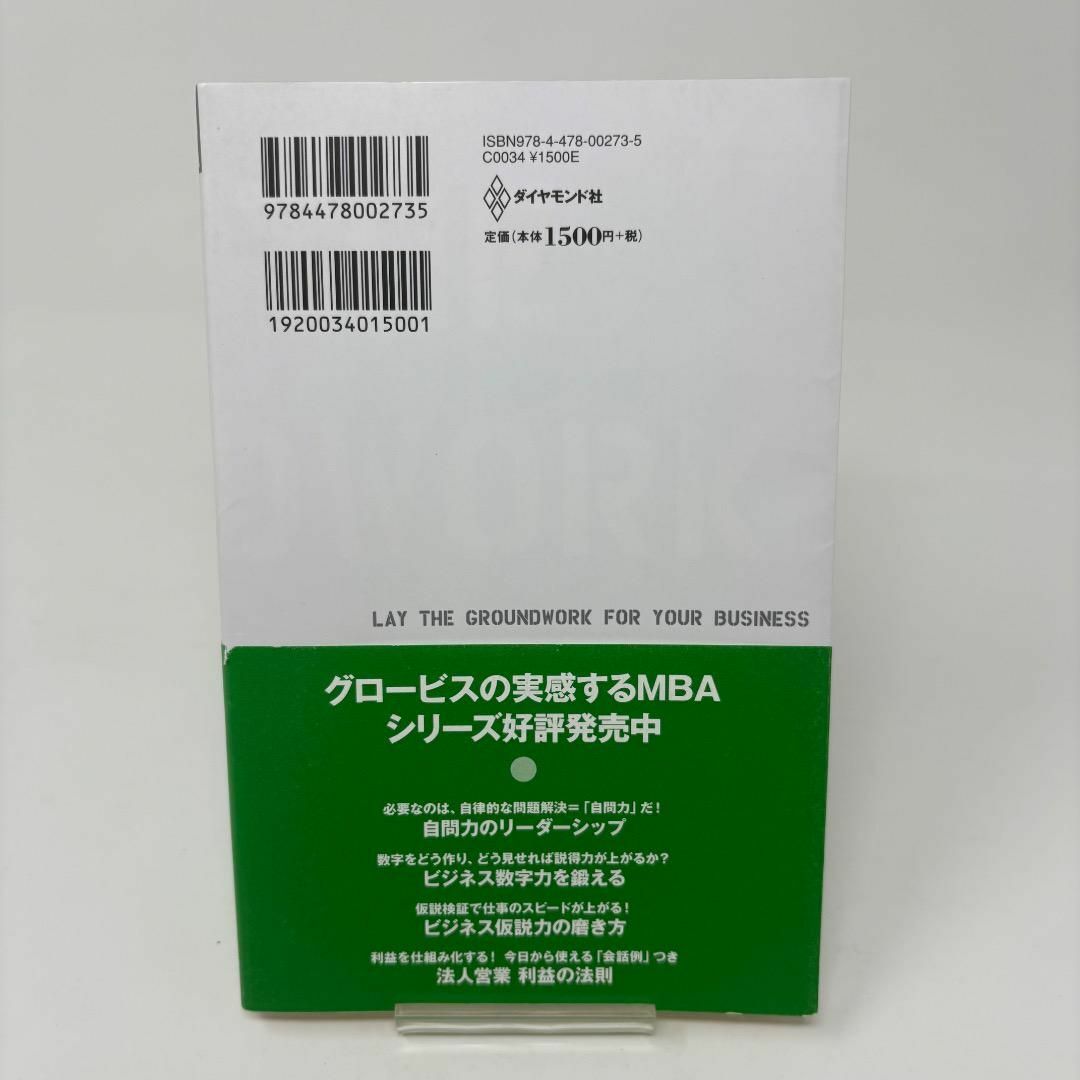 9784478002735
1920034015001
ISBN978-4-478-00273-5
C0034 ¥1500E
ダイヤモンド社
定価(本体1500円+税)
LAY THE GROUNDWORK FOR YOUR BUSINESS
グロービスの実感するMBA
シリーズ好評発売中
必要なのは、自律的な問題解決=「自問力」だ!
自問力のリーダーシップ
数字をどう作り、どう見せれば説得力が上がるか?
ビジネス数字力を鍛える
仮説検証で仕事のスピードが上がる!
ビジネス仮説力の磨き方
利益を仕組み化する! 今日から使える「会話例」つき
法人営業 利益の法則